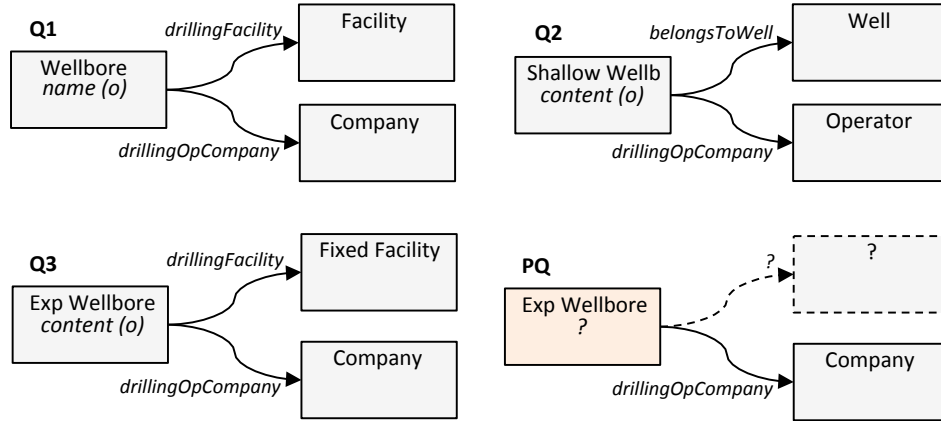 Q1
drillingFacility
Facility
Wellbore
name (o)
Company
drillingOpCompany
Q2
belongsToWell
Well
Shallow Wellb
content (o)
Operator
drillingOpCompany
Q3
drillingFacility
Fixed Facility
Exp Wellbore
content (o)
Company
drillingOpCompany
PQ
?
?
Exp Wellbore
?
Company
drillingOpCompany